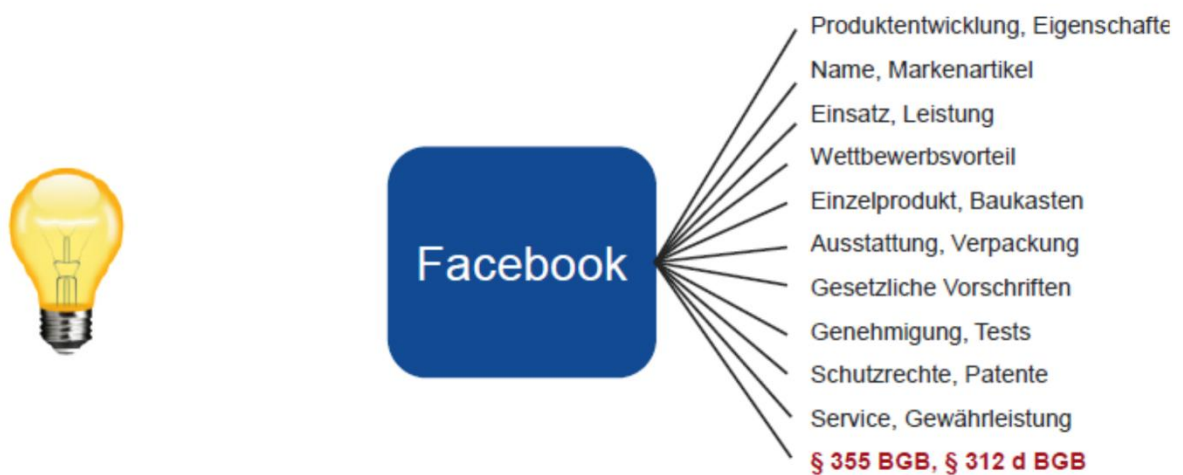 Produktentwicklung, Eigenschafte
Name, Markenartikel
Einsatz, Leistung
Wettbewerbsvorteil
Einzelprodukt, Baukasten
Ausstattung, Verpackung
Gesetzliche Vorschriften
Genehmigung, Tests
Schutzrechte, Patente
Service, Gewährleistung
§ 355 BGB, § 312 d BGB
Facebook